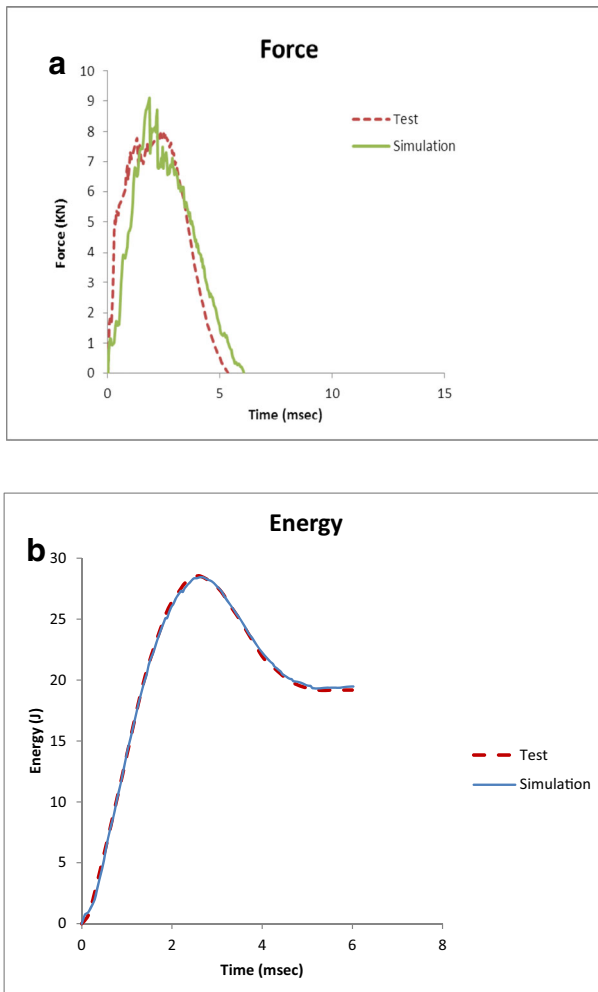 a
Force
10
9
8
7
6
5
4
3
2
1
0
Force (KN)
0 5 10 15
Time (msec)
Test
Simulation
b
Energy
30
25
20
15
10
5
0
Energy (J)
0 2 4 6 8
Time (msec)
Test
Simulation